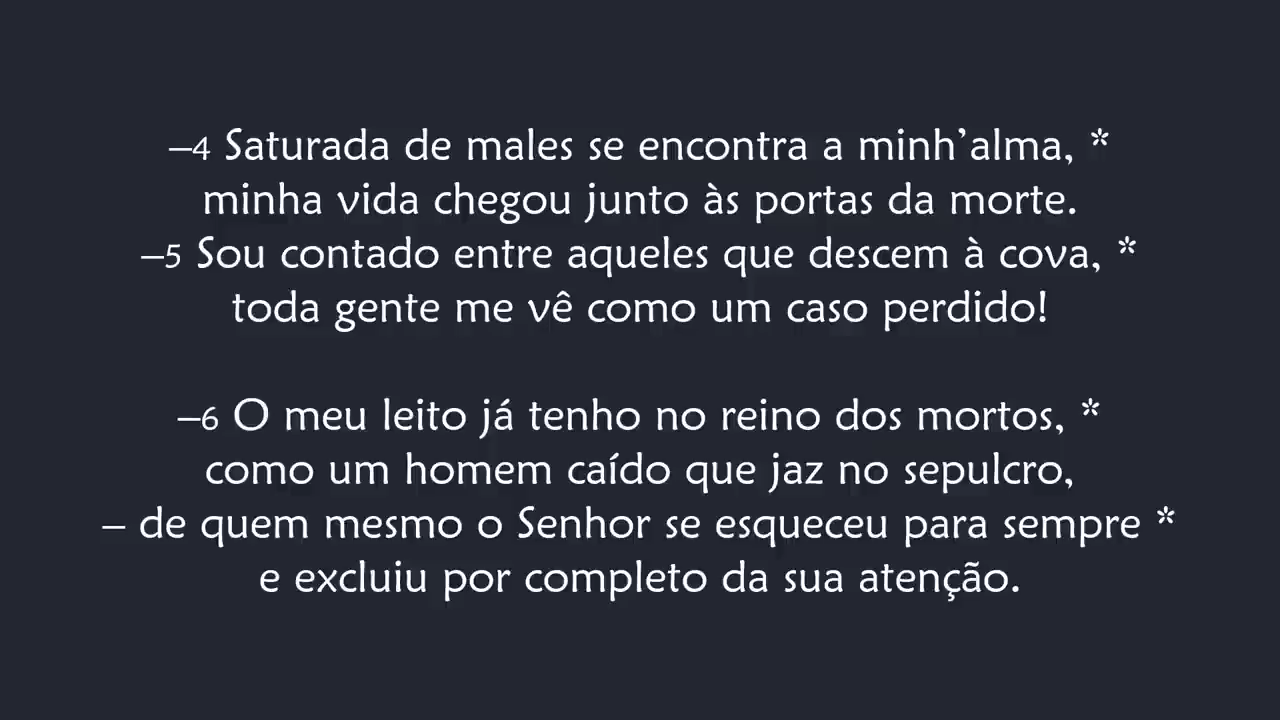 –4 Saturada de males se encontra a minh’alma, *
minha vida chegou junto às portas da morte.
–5 Sou contado entre aqueles que descem à cova, *
toda gente me vê como um caso perdido!
–6 O meu leito já tenho no reino dos mortos, *
como um homem caído que jaz no sepulcro,
– de quem mesmo o Senhor se esqueceu para sempre *
e excluiu por completo da sua atenção.